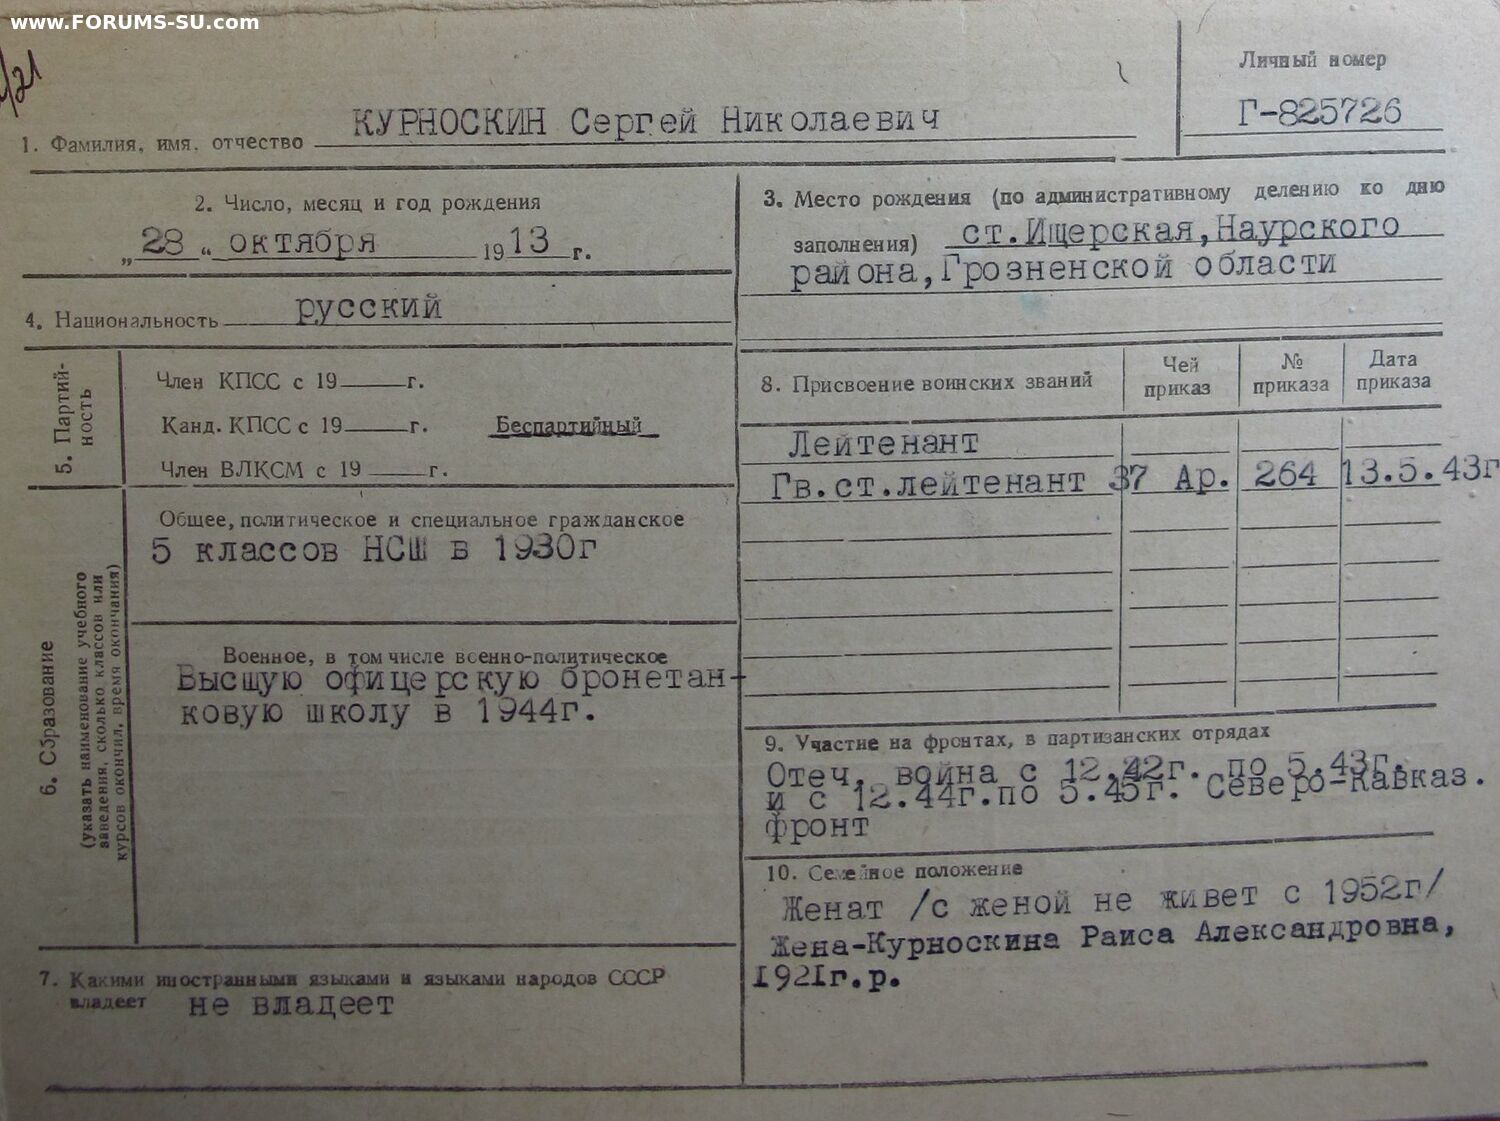 www.FORUMS-SU.com
/21
Личный номер
Г-825726
1. Фамилия, имя, отчество КУРНОСКИН Сергей Николаевич
2. Число, месяц и год рождения
„28“ октября 1913 г.
3. Место рождения (по административному делению ко дню
заполнения) ст.Ищерская,Наурского
района,Грозненской области
4. Национальность русский
5. Партий-
ность
Член КПСС с 19 г.
Канд. КПСС с 19 г. Беспартийный
Член ВЛКСМ с 19 г.
8. Присвоение воинских званий
Чей
приказ
№
приказа
Дата
приказа
Лейтенант
Гв.ст.лейтенант 37 Ар. 264 13.5.43г
6. Образование
(указать наименование учебного
заведения, сколько классов или
курсов окончил, время окончания)
Общее, политическое и специальное гражданское
5 классов НСШ в 1930г
Военное, в том числе военно-политическое
Высшую офицерскую бронетан-
ковую школу в 1944г.
9. Участие на фронтах, в партизанских отрядах
Отеч. война с 12.42г. по 5.43г.
и с 12.44г.по 5.45г. Северо-Кавказ.
фронт
10. Семейное положение
Женат /с женой не живет с 1952г/
Жена-Курноскина Раиса Александровна,
1921г.р.
7. Какими иностранными языками и языками народов СССР
владеет не владеет